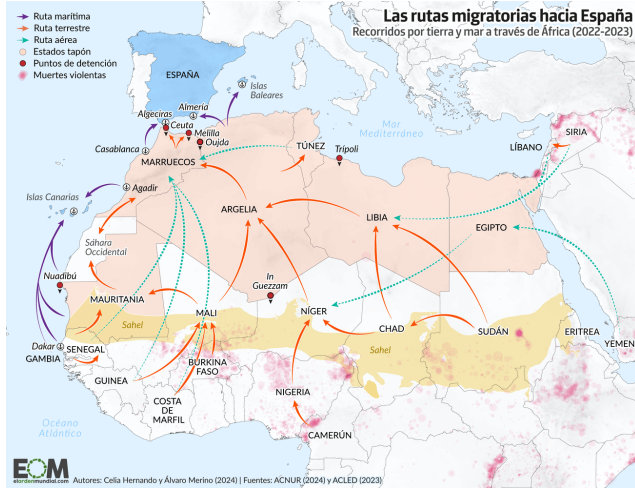 Las rutas migratorias hacia España
Recorridos por tierra y mar a través de África (2022-2023)
Ruta marítima
Ruta terrestre
Ruta aérea
Estados tapón
Puntos de detención
Muertes violentas
ESPAÑA
Islas
Baleares
Almería
Algeciras
Ceuta
Melilla
Oujda
Casablanca
MARRUECOS
TÚNEZ
Trípoli
Mar
Mediterráneo
LÍBANO
SIRIA
Agadir
Islas Canarias
ARGELIA
LIBIA
EGIPTO
Sáhara
Occidental
Nuadibú
In
Guezzam
MAURITANIA
MALI
NÍGER
CHAD
SUDÁN
ERITREA
YEMEN
Sahel
Sahel
Dakar
SENEGAL
GAMBIA
GUINEA
BURKINA
FASO
COSTA
DE
MARFIL
NIGERIA
CAMERÚN
Océano
Atlántico
EOM
elordenmundial.com
Autores: Celia Hernando y Álvaro Merino (2024) | Fuentes: ACNUR (2024) y ACLED (2023)